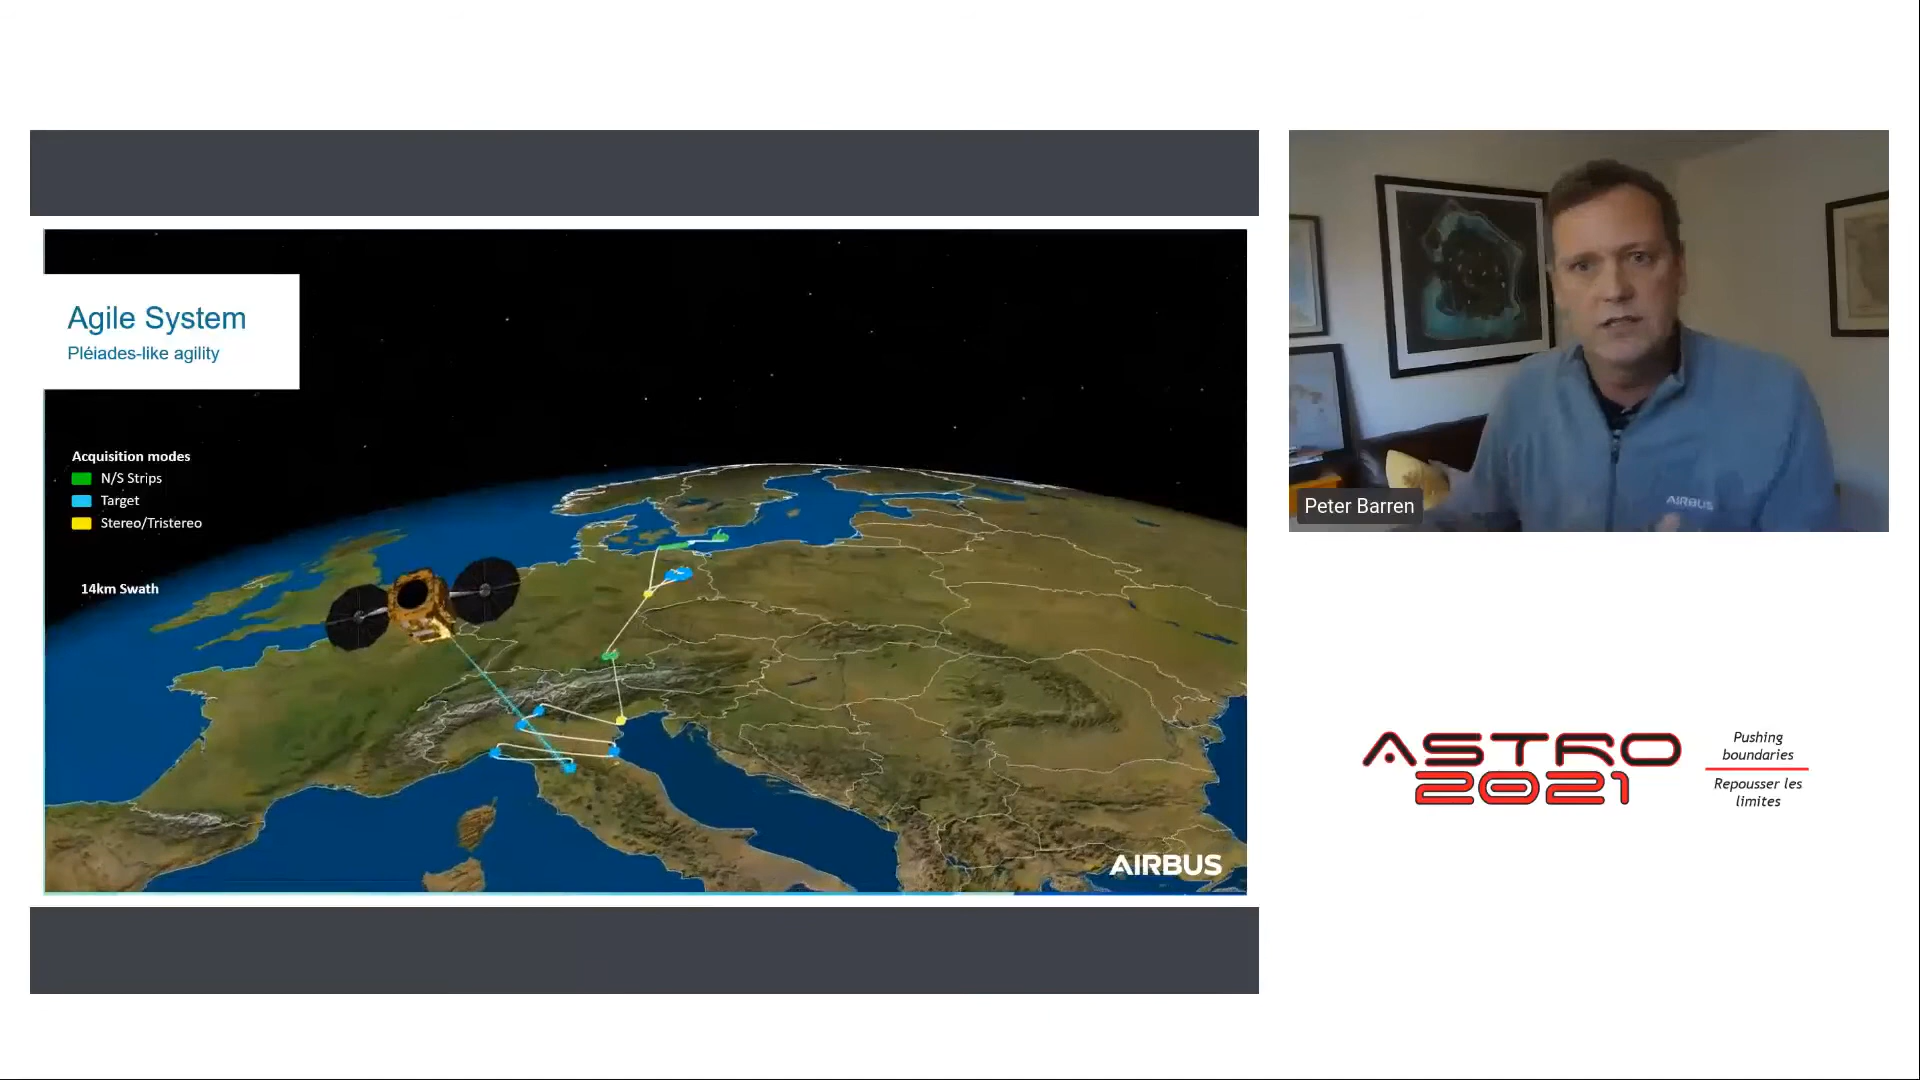 Agile System
Pléiades-like agility
Acquisition modes
N/S Strips
Target
Stereo/Tristereo
14km Swath
AIRBUS
AIRBUS
Peter Barren
ASTRO
2021
Pushing
boundaries
Repousser les
limites